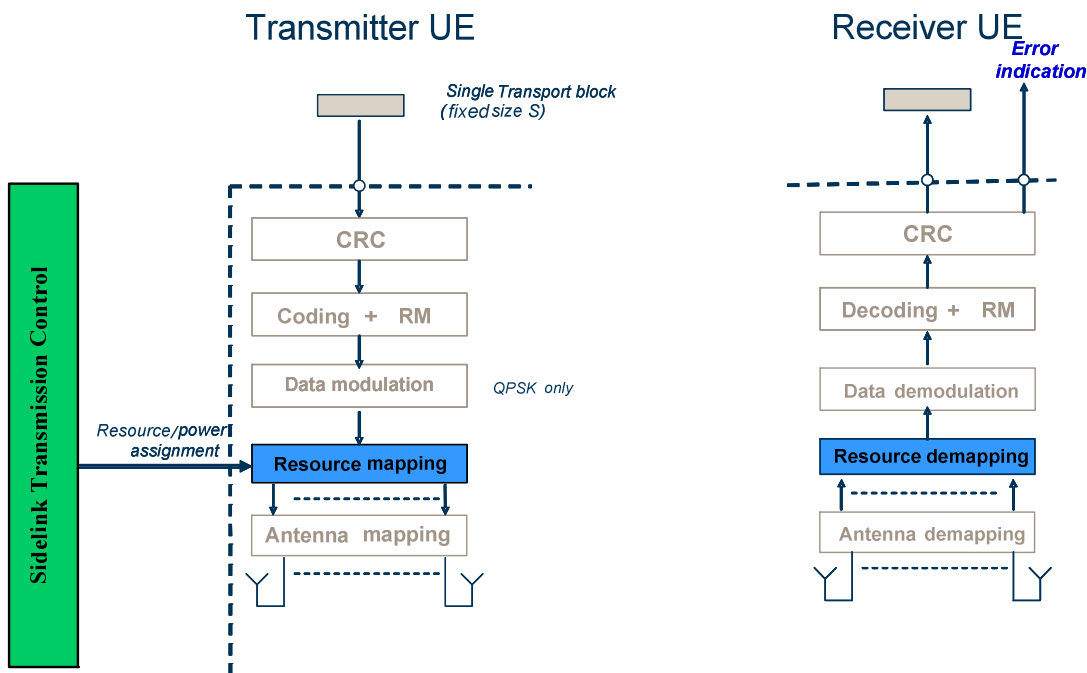 Transmitter UE
Receiver UE
Error
indication
Single Transport block
(fixed size S)
CRC
CRC
Coding + RM
Decoding + RM
Data modulation
QPSK only
Data demodulation
Resource/power
assignment
Resource mapping
Resource demapping
Antenna mapping
Antenna demapping
Sidelink Transmission Control